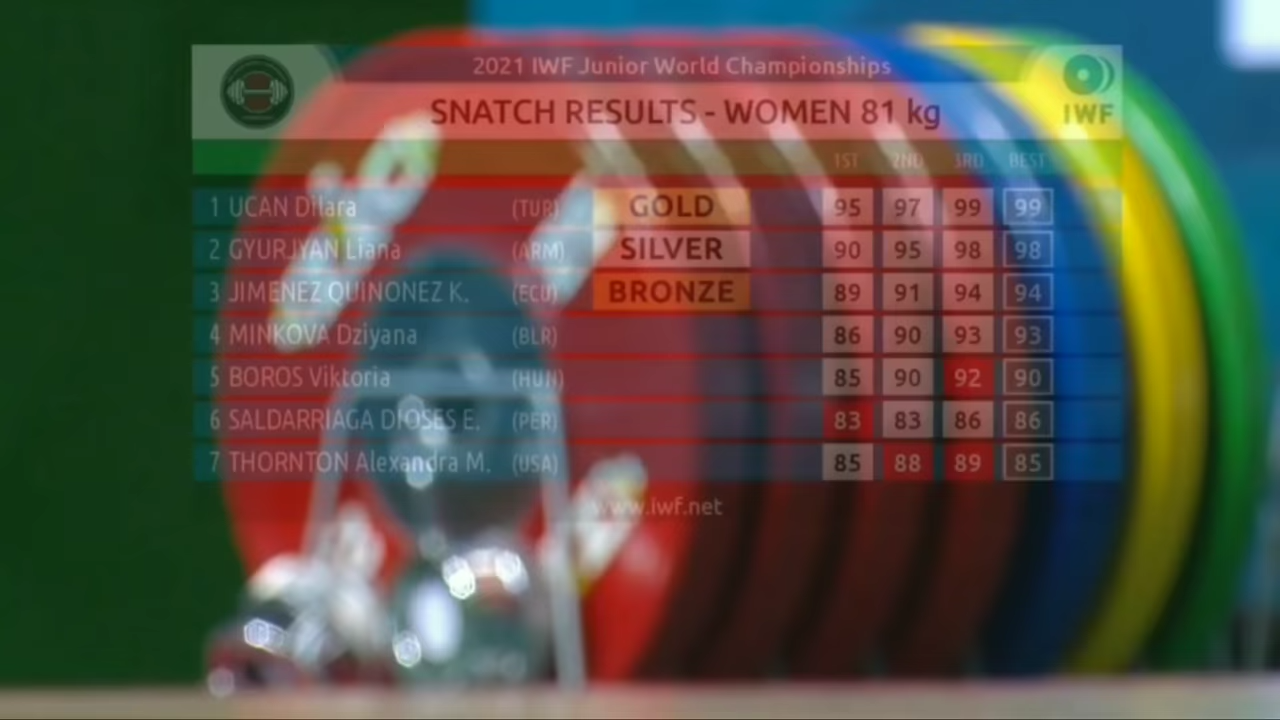 2021 IWF Junior World Championships
SNATCH RESULTS - WOMEN 81 kg
IWF
1ST 2ND 3RD BEST
1 UCAN Dilara (TUR) GOLD 95 97 99 99
2 GYURJYAN Liana (ARM) SILVER 90 95 98 98
3 JIMENEZ QUINONEZ K. (ECU) BRONZE 89 91 94 94
4 MINKOVA Dziyana (BLR) 86 90 93 93
5 BOROS Viktoria (HUN) 85 90 92 90
6 SALDARRIAGA DIOSES E. (PER) 83 83 86 86
7 THORNTON Alexandra M. (USA) 85 88 89 85
www.iwf.net